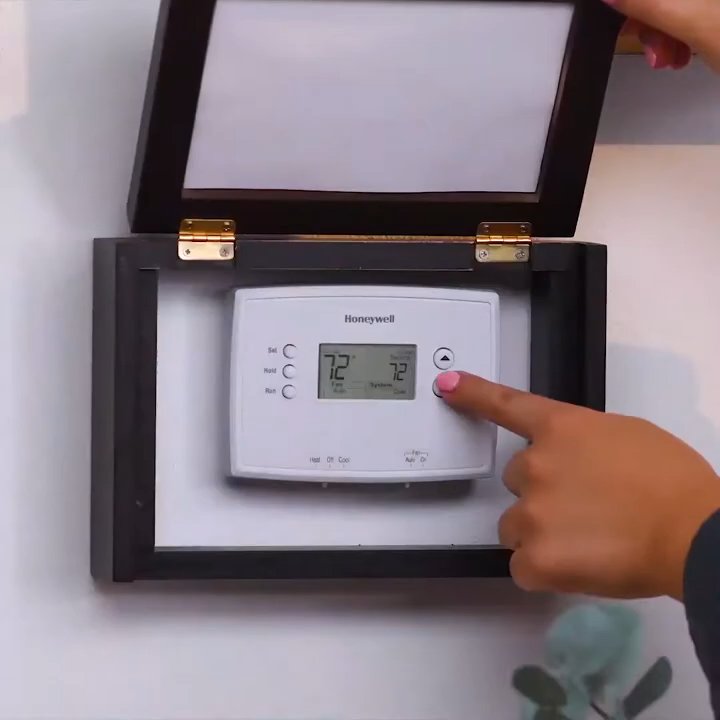 Honeywell
Set
Hold
Run
72° 72
Fan System
Auto Cool
Heat Off Cool
Fan
Auto On